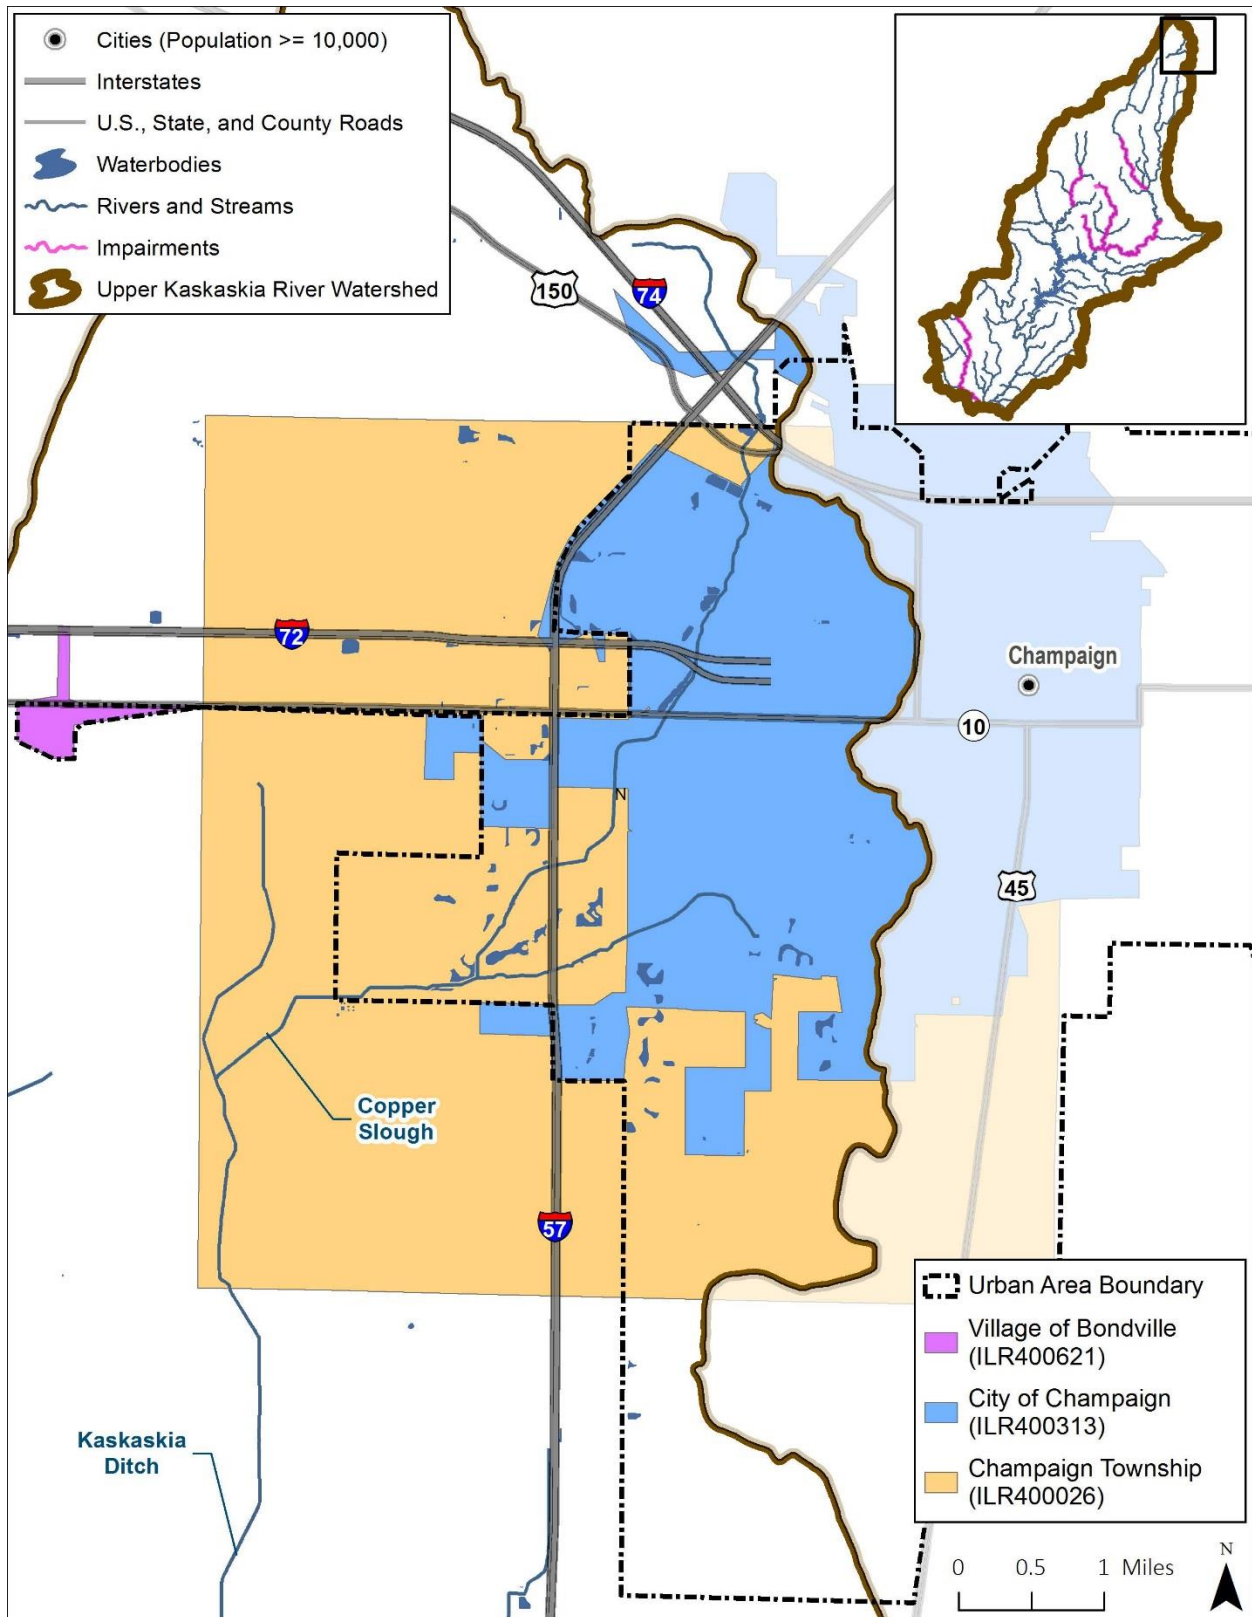 Cities (Population >= 10,000)
Interstates
U.S., State, and County Roads
Waterbodies
Rivers and Streams
Impairments
Upper Kaskaskia River Watershed
150
74
72
Champaign
10
N
45
Copper
Slough
57
Kaskaskia
Ditch
Urban Area Boundary
Village of Bondville
(ILR400621)
City of Champaign
(ILR400313)
Champaign Township
(ILR400026)
N
0 0.5 1 Miles